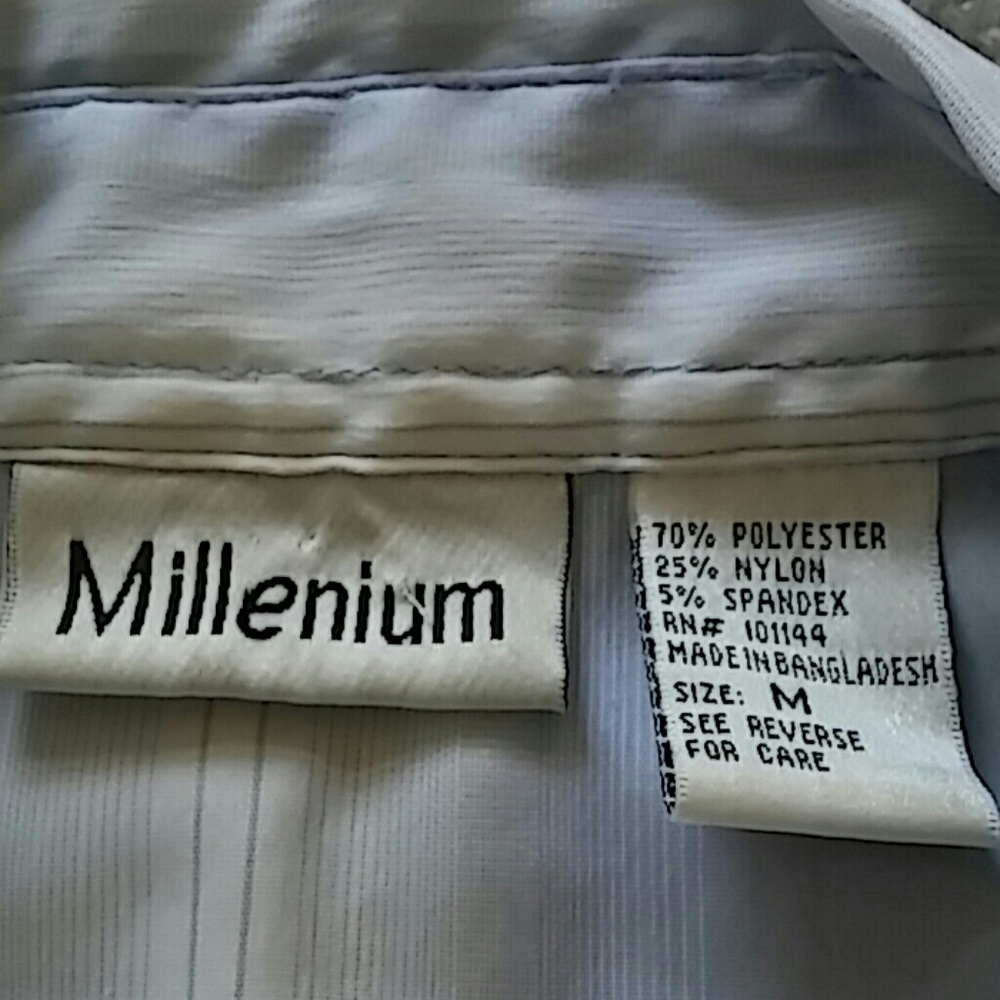 Millenium
70% POLYESTER
25% NYLON
5% SPANDEX
RN# 101144
MADEINBANGLADESH
SIZE: M
SEE REVERSE
FOR CARE